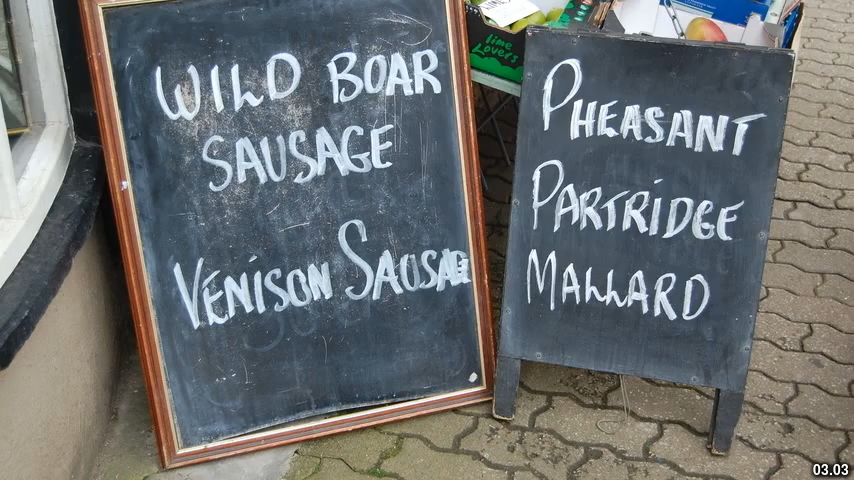 WILD BOAR
SAUSAGE
VENISON SAUSAGE
PHEASANT
PARTRIDGE
MALLARD
lime
Lovers
03.03